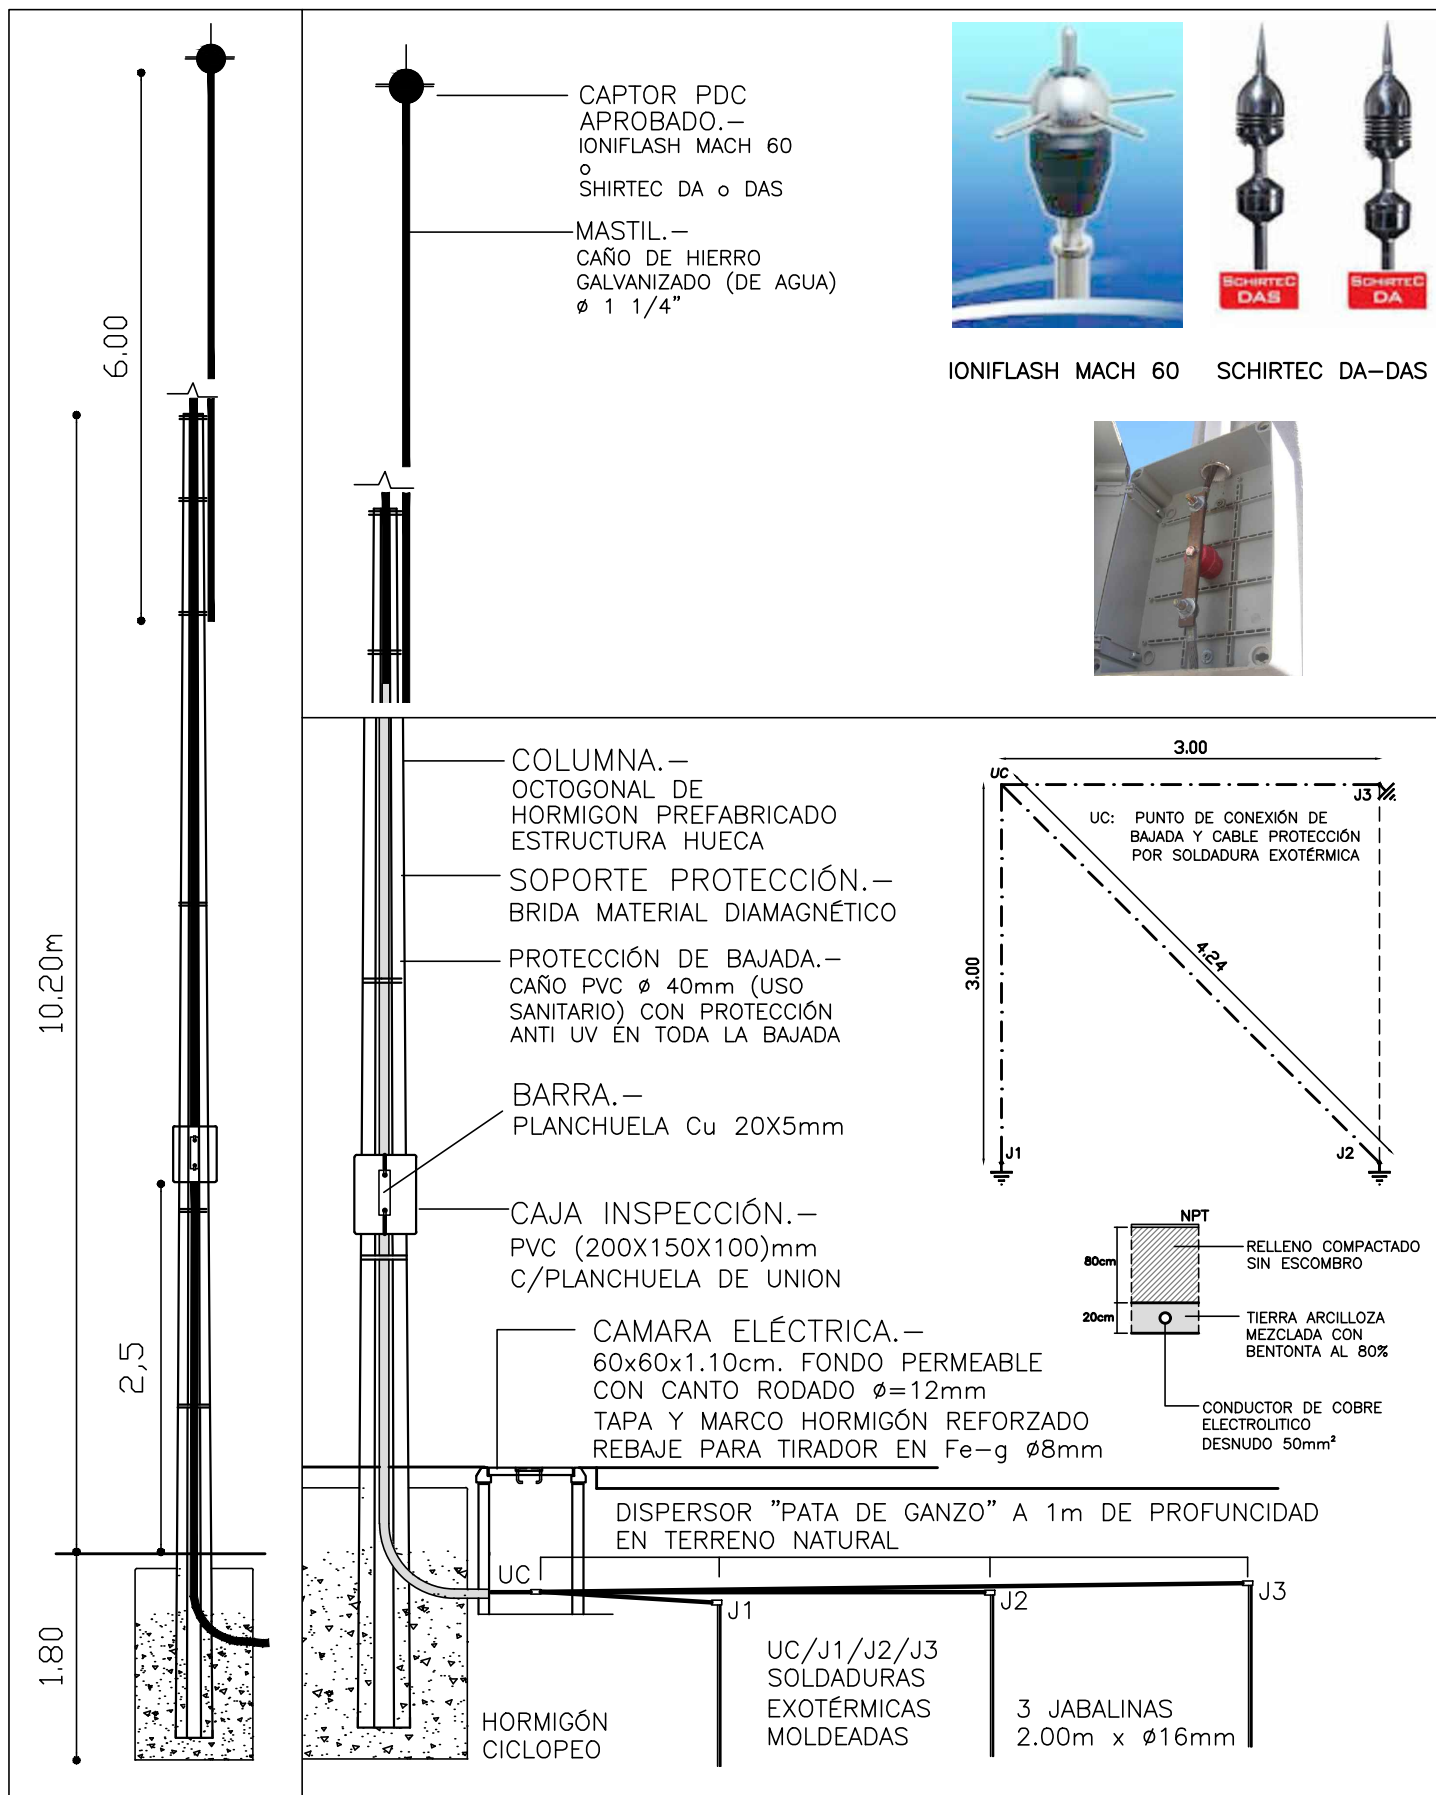 CAPTOR PDC
APROBADO.-
IONIFLASH MACH 60
o
SHIRTEC DA o DAS
MASTIL.-
CAÑO DE HIERRO
GALVANIZADO (DE AGUA)
ø 1 1/4"
SCHIRTEC
DAS
SCHIRTEC
DA
IONIFLASH MACH 60
SCHIRTEC DA-DAS
6.00
10.20m
2,5
1.80
COLUMNA.-
OCTOGONAL DE
HORMIGON PREFABRICADO
ESTRUCTURA HUECA
SOPORTE PROTECCIÓN.-
BRIDA MATERIAL DIAMAGNÉTICO
PROTECCIÓN DE BAJADA.-
CAÑO PVC ø 40mm (USO
SANITARIO) CON PROTECCIÓN
ANTI UV EN TODA LA BAJADA
BARRA.-
PLANCHUELA Cu 20X5mm
CAJA INSPECCIÓN.-
PVC (200X150X100)mm
C/PLANCHUELA DE UNION
CAMARA ELÉCTRICA.-
60x60x1.10cm. FONDO PERMEABLE
CON CANTO RODADO ø=12mm
TAPA Y MARCO HORMIGÓN REFORZADO
REBAJE PARA TIRADOR EN Fe-g ø8mm
3.00
UC
J3
UC: PUNTO DE CONEXIÓN DE
BAJADA Y CABLE PROTECCIÓN
POR SOLDADURA EXOTÉRMICA
3.00
4.24
J1
J2
NPT
80cm
20cm
RELLENO COMPACTADO
SIN ESCOMBRO
TIERRA ARCILLOZA
MEZCLADA CON
BENTONTA AL 80%
CONDUCTOR DE COBRE
ELECTROLITICO
DESNUDO 50mm²
DISPERSOR "PATA DE GANZO" A 1m DE PROFUNCIDAD
EN TERRENO NATURAL
UC
J1
J2
J3
UC/J1/J2/J3
SOLDADURAS
EXOTÉRMICAS
MOLDEADAS
3 JABALINAS
2.00m x ø16mm
HORMIGÓN
CICLOPEO